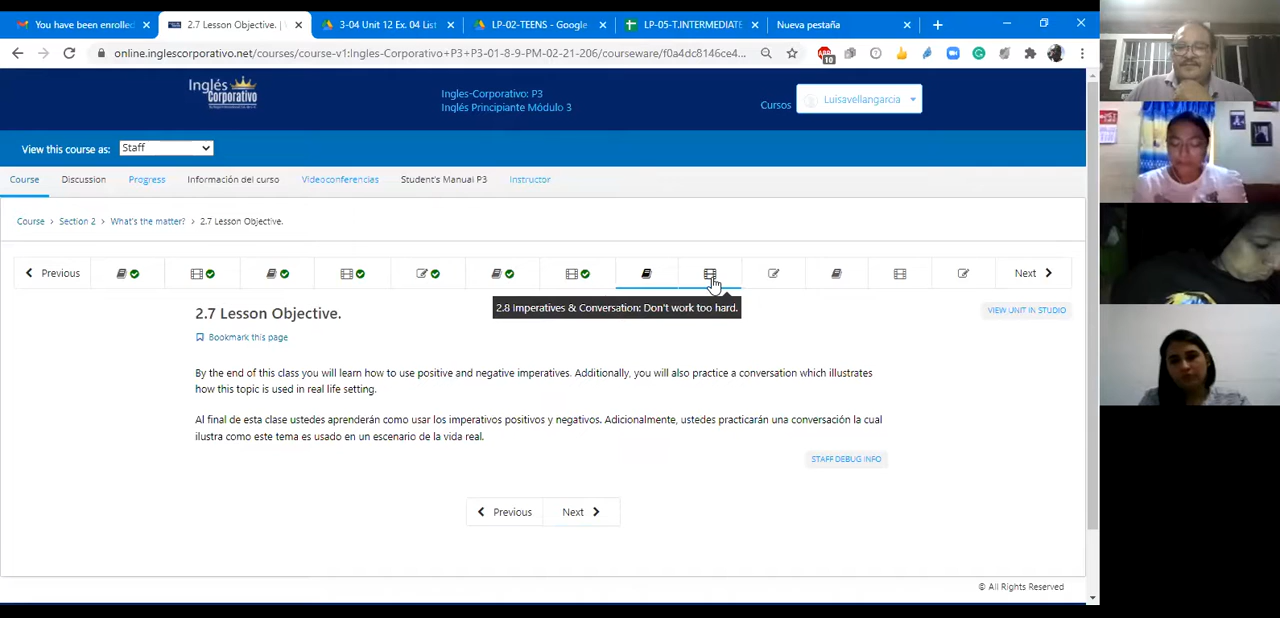 You have been enrolled
2.7 Lesson Objective. |
3-04 Unit 12 Ex. 04 List
LP-02-TEENS - Google
LP-05-T.INTERMEDIATE
Nueva pestaña
online.inglescorporativo.net/courses/course-v1:Ingles-Corporativo+P3+P3-01-8-9-PM-02-21-206/courseware/f0a4dc8146ce4...
10
Inglés
Corporativo
Ingles-Corporativo: P3
Inglés Principiante Módulo 3
Cursos
Luisavellangarcia
View this course as:
Staff
Course
Discussion
Progress
Información del curso
Videoconferencias
Student's Manual P3
Instructor
Course > Section 2 > What's the matter? > 2.7 Lesson Objective.
Previous
Next
2.8 Imperatives & Conversation: Don't work too hard.
2.7 Lesson Objective.
VIEW UNIT IN STUDIO
Bookmark this page
By the end of this class you will learn how to use positive and negative imperatives. Additionally, you will also practice a conversation which illustrates
how this topic is used in real life setting.
Al final de esta clase ustedes aprenderán como usar los imperativos positivos y negativos. Adicionalmente, ustedes practicarán una conversación la cual
ilustra como este tema es usado en un escenario de la vida real.
STAFF DEBUG INFO
Previous
Next
© All Rights Reserved